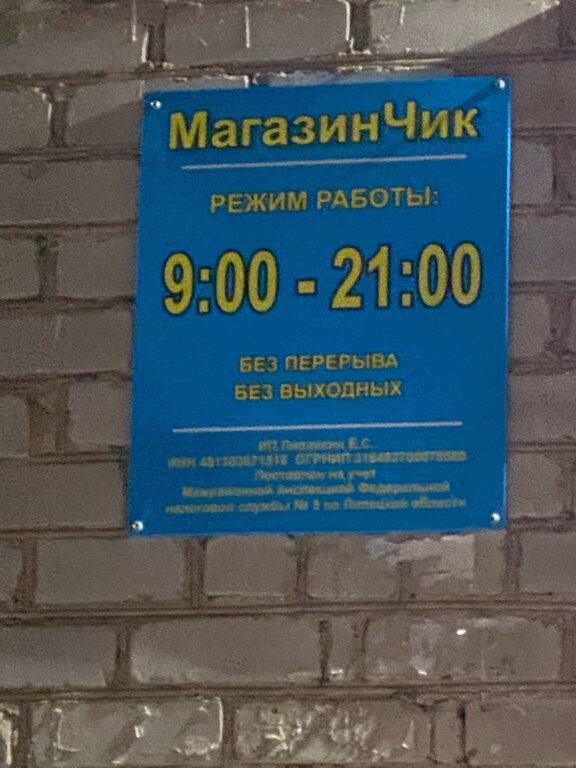 МагазинЧик
РЕЖИМ РАБОТЫ:
9:00 - 21:00
БЕЗ ПЕРЕРЫВА
БЕЗ ВЫХОДНЫХ
ИП Е.С.
ИНН ОГРНИП
Поставлен на учет
Межрайонной инспекцией Федеральной
налоговой службы № по Липецкой области